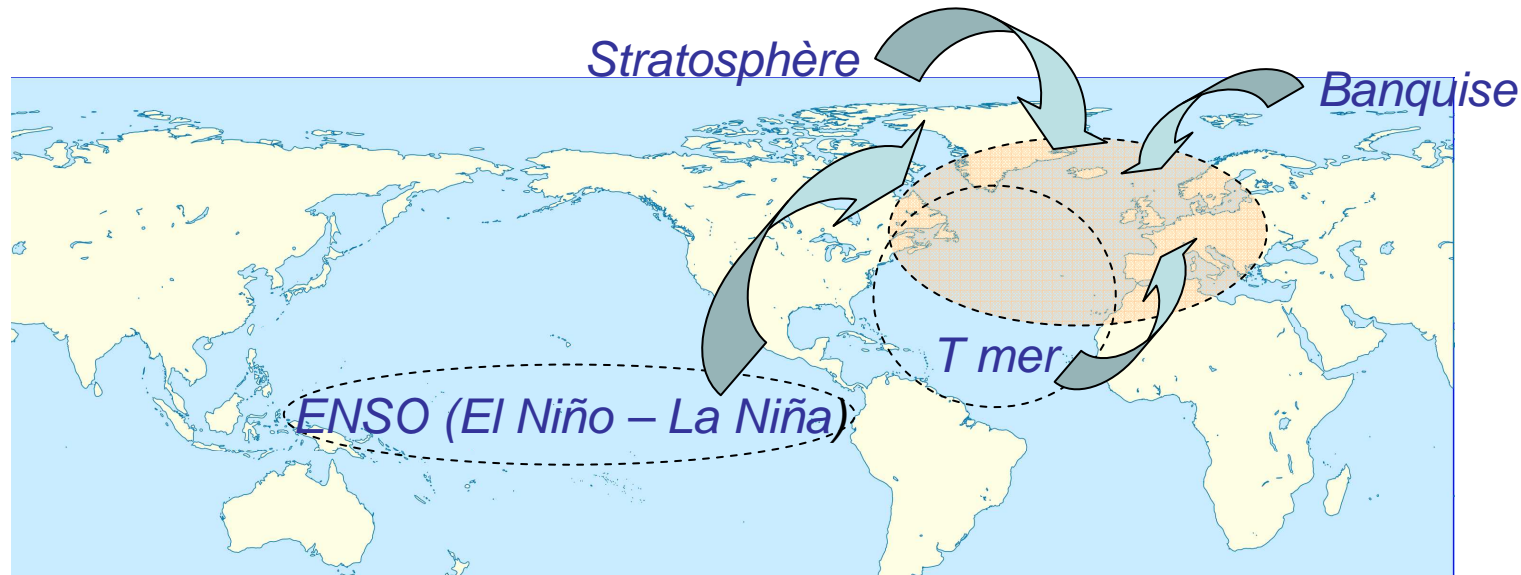 Stratosphère
Banquise
T mer
ENSO (El Niño – La Niña)